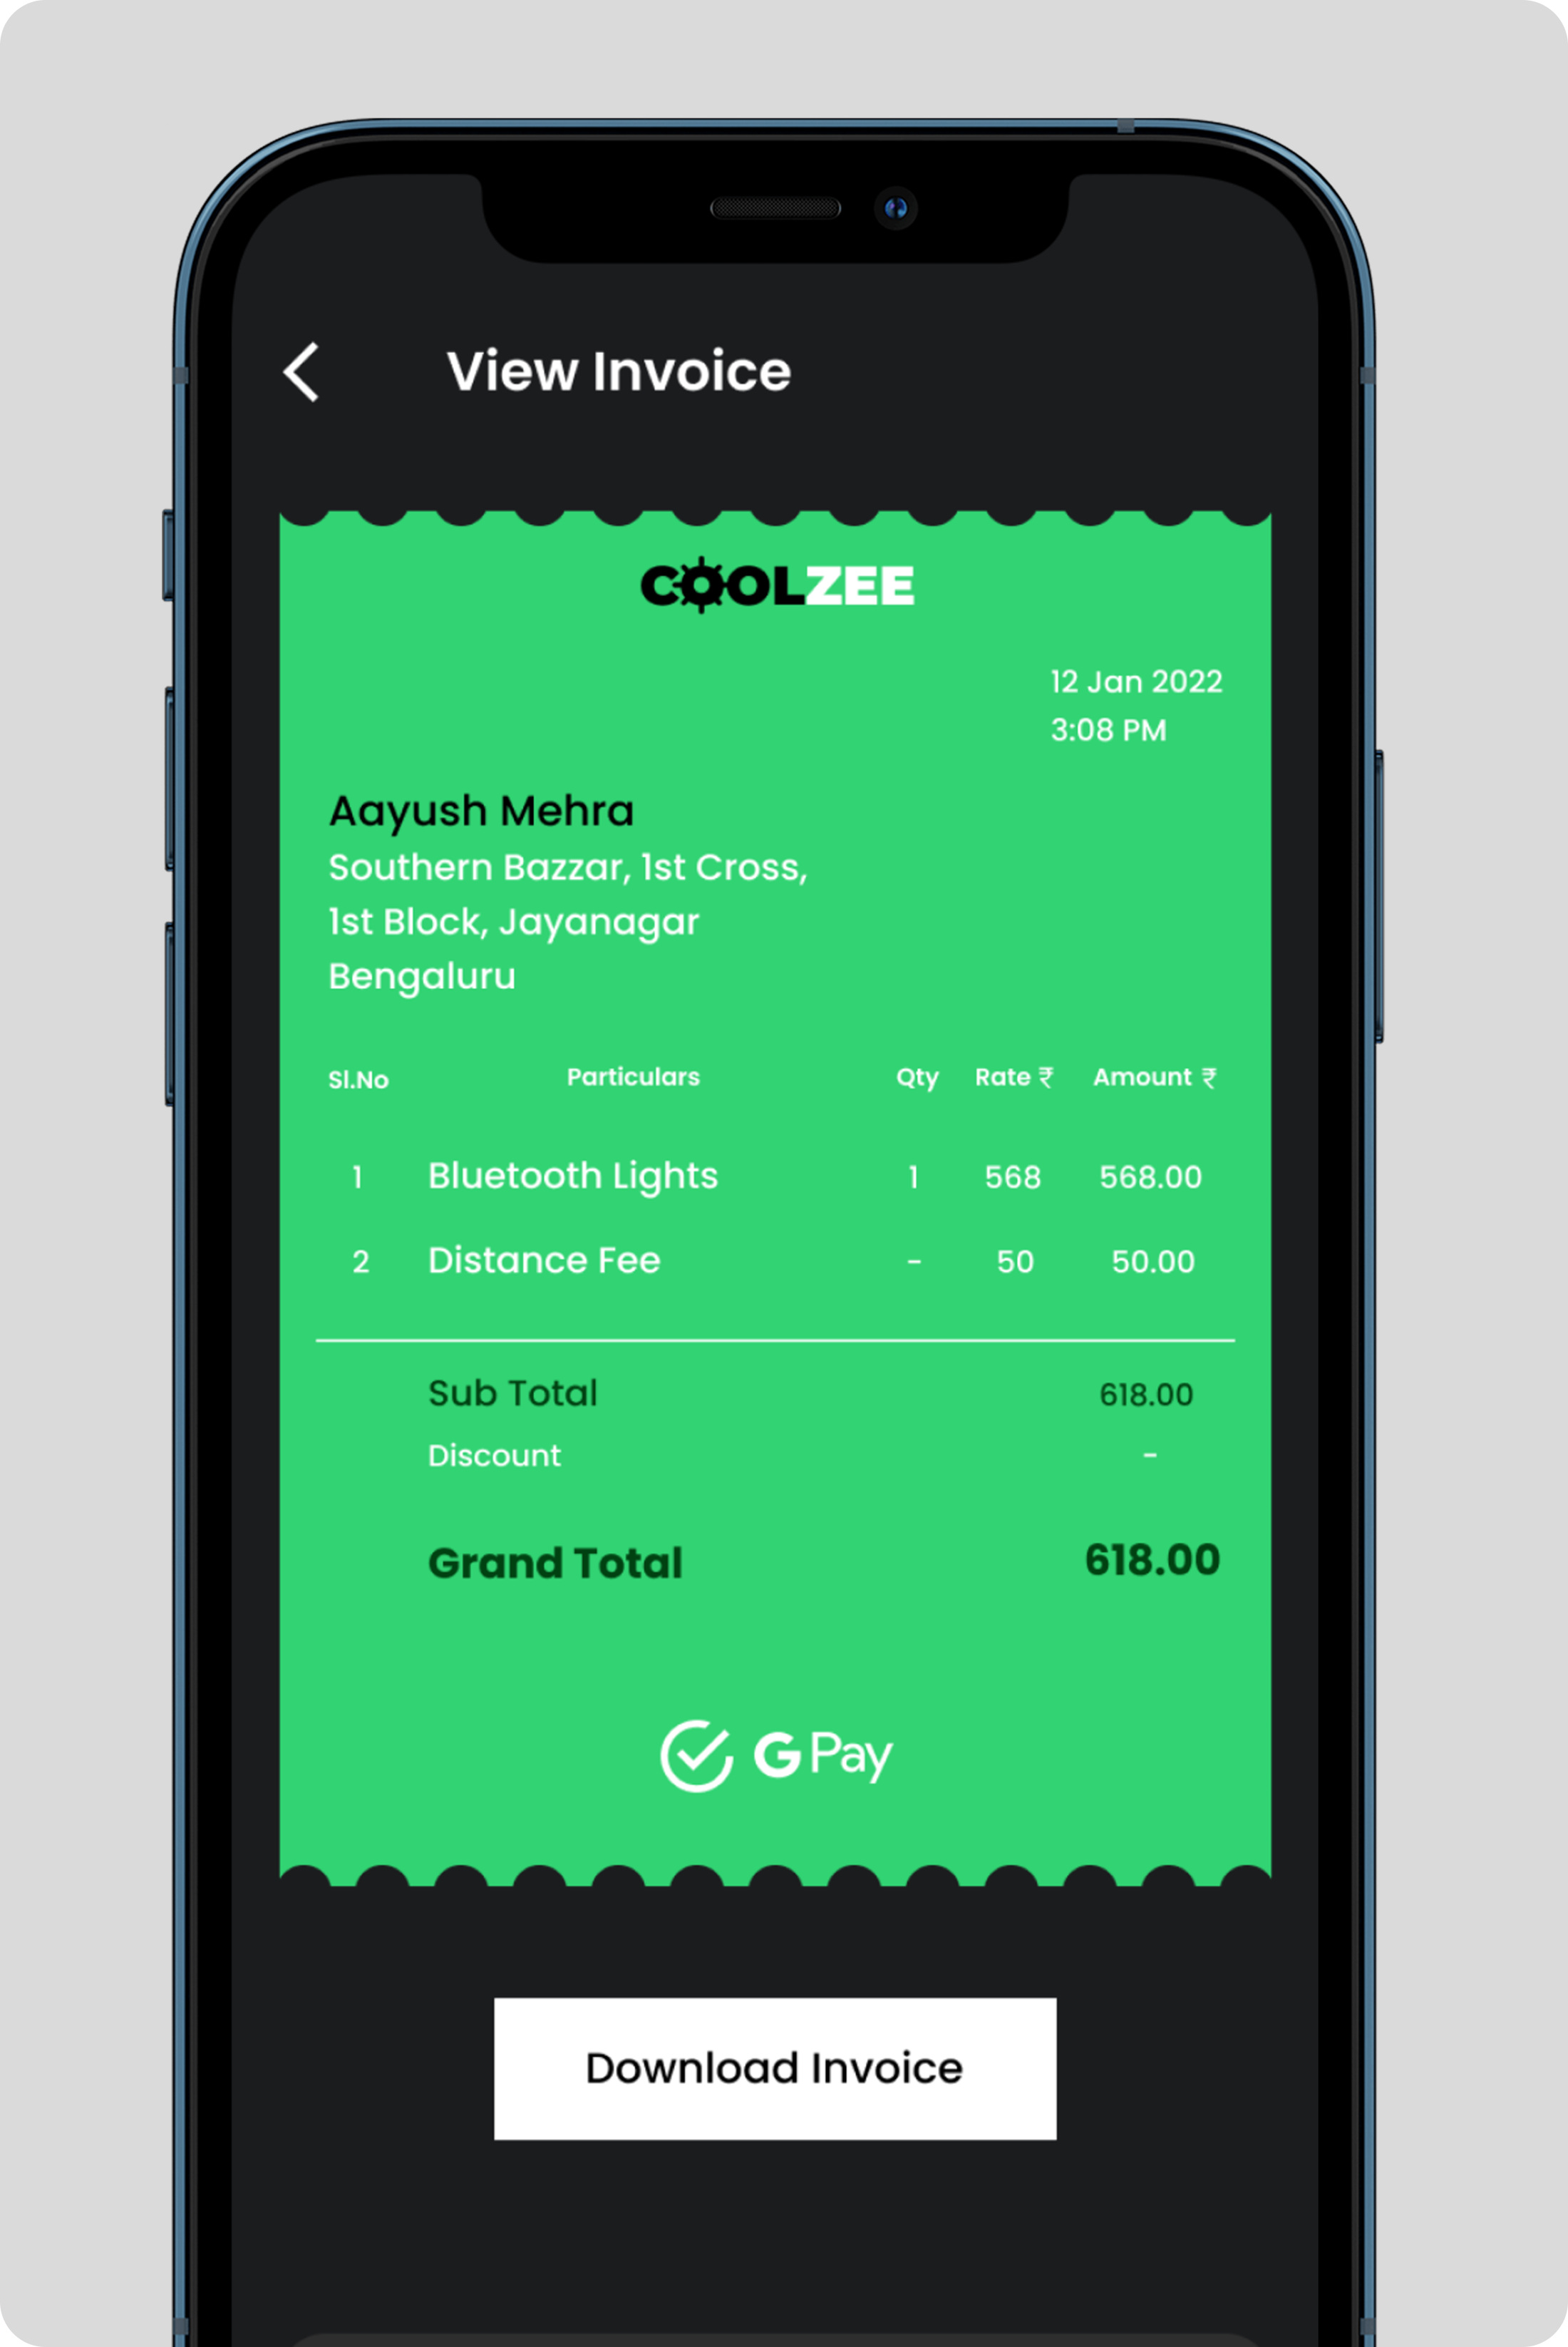 View Invoice
COOLZEE
12 Jan 2022
3:08 PM
Aayush Mehra
Southern Bazzar, 1st Cross,
1st Block, Jayanagar
Bengaluru
Sl.No Particulars Qty Rate ₹ Amount ₹
1 Bluetooth Lights 1 568 568.00
2 Distance Fee - 50 50.00
Sub Total 618.00
Discount -
Grand Total 618.00
G Pay
Download Invoice